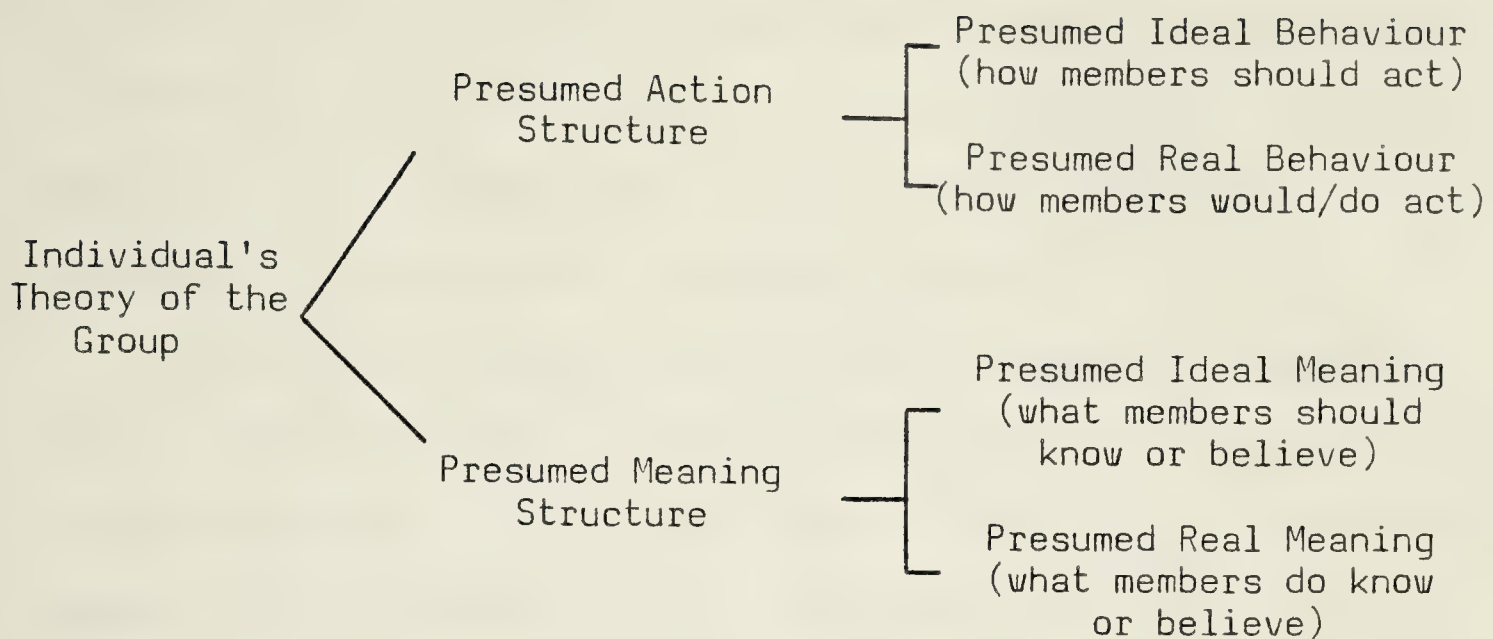 Individual's
Theory of the
Group
Presumed Action
Structure
Presumed Ideal Behaviour
(how members should act)
Presumed Real Behaviour
(how members would/do act)
Presumed Meaning
Structure
Presumed Ideal Meaning
(what members should
know or believe)
Presumed Real Meaning
(what members do know
or believe)